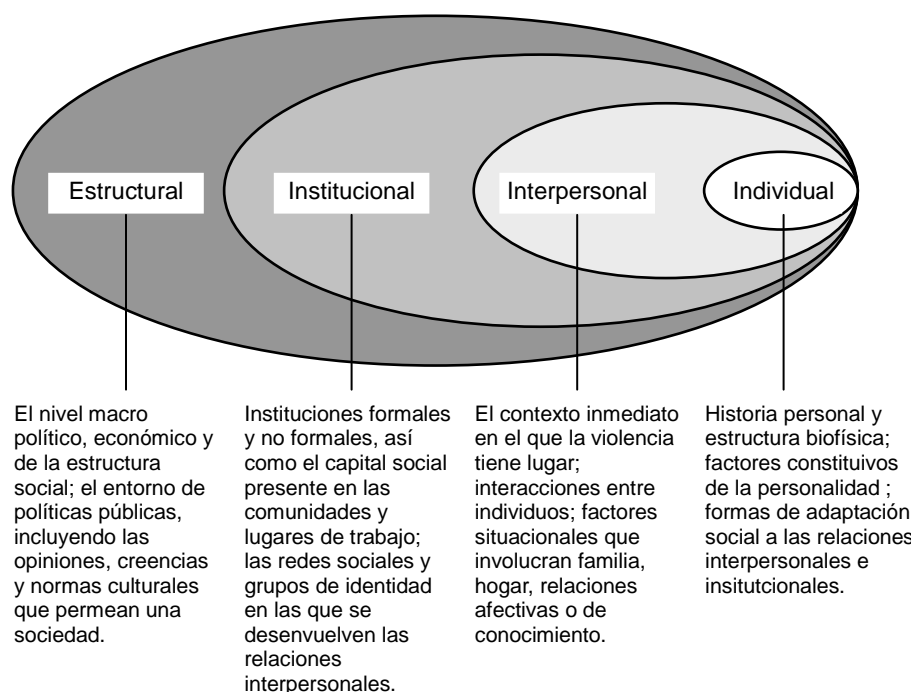 Estructural
Institucional
Interpersonal
Individual
El nivel macro
político, económico y
de la estructura
social; el entorno de
políticas públicas,
incluyendo las
opiniones, creencias
y normas culturales
que permean una
sociedad.
Instituciones formales
y no formales, así
como el capital social
presente en las
comunidades y
lugares de trabajo;
las redes sociales y
grupos de identidad
en las que se
desenvuelven las
relaciones
interpersonales.
El contexto inmediato
en el que la violencia
tiene lugar;
interacciones entre
individuos; factores
situacionales que
involucran familia,
hogar, relaciones
afectivas o de
conocimiento.
Historia personal y
estructura biofísica;
factores constituivos
de la personalidad ;
formas de adaptación
social a las relaciones
interpersonales e
insitutcionales.